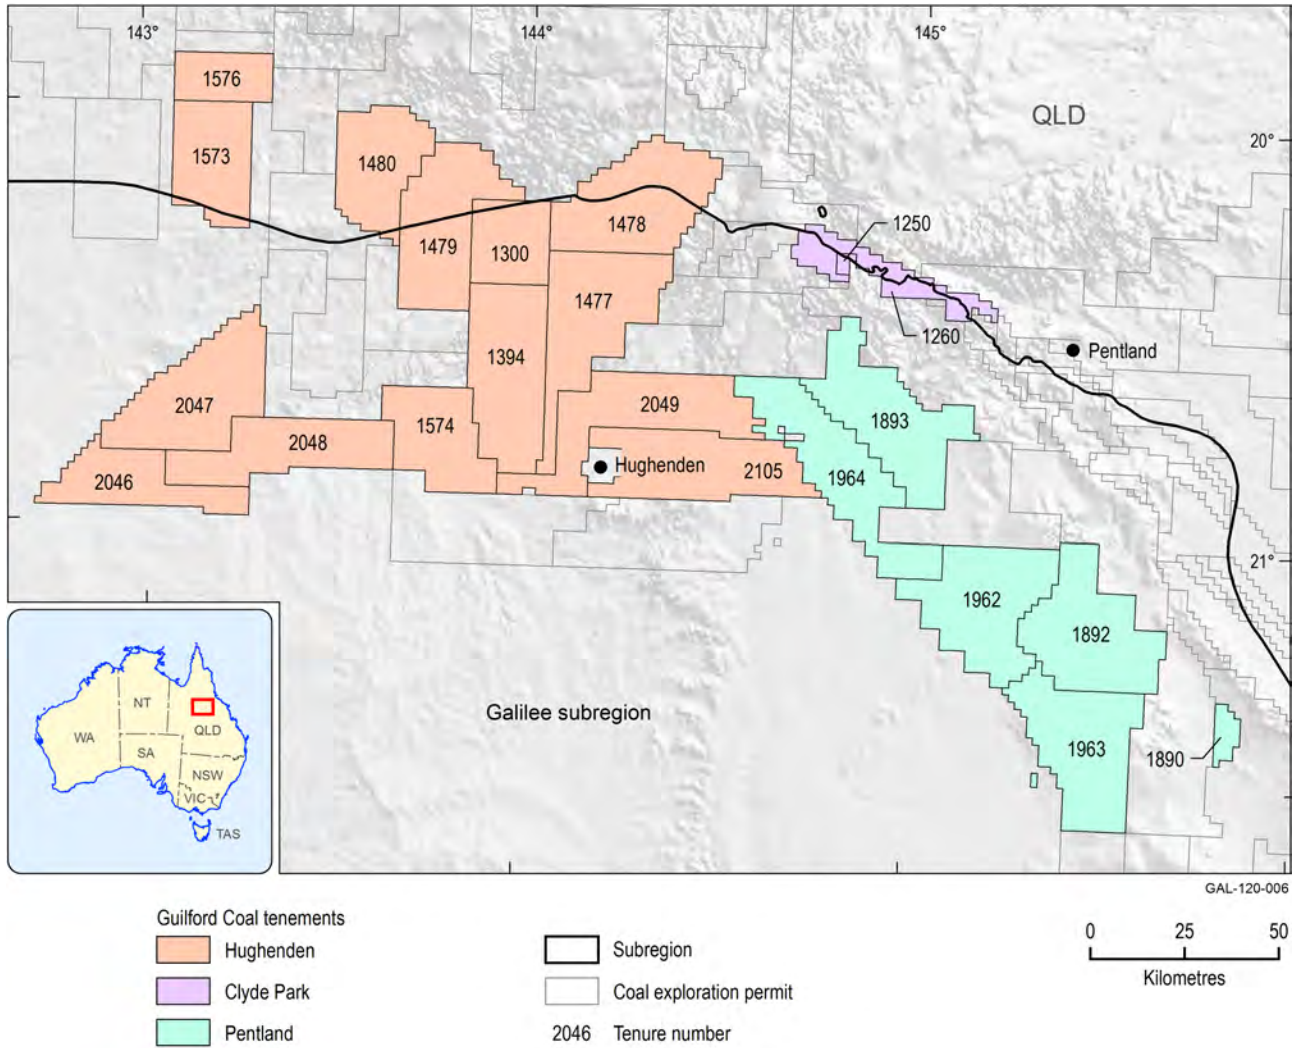 143°
144°
145°
1576
QLD
20°
1573
1480
1478
1250
1479
1300
1477
1260
1394
Pentland
2047
2049
1893
1574
2048
Hughenden
2105
1964
2046
21°
1962
1892
NT
QLD
WA
SA
NSW
VIC
TAS
Galilee subregion
1963
1890
GAL-120-006
Guilford Coal tenements
Hughenden
Clyde Park
Pentland
Subregion
Coal exploration permit
2046 Tenure number
0 25 50
Kilometres